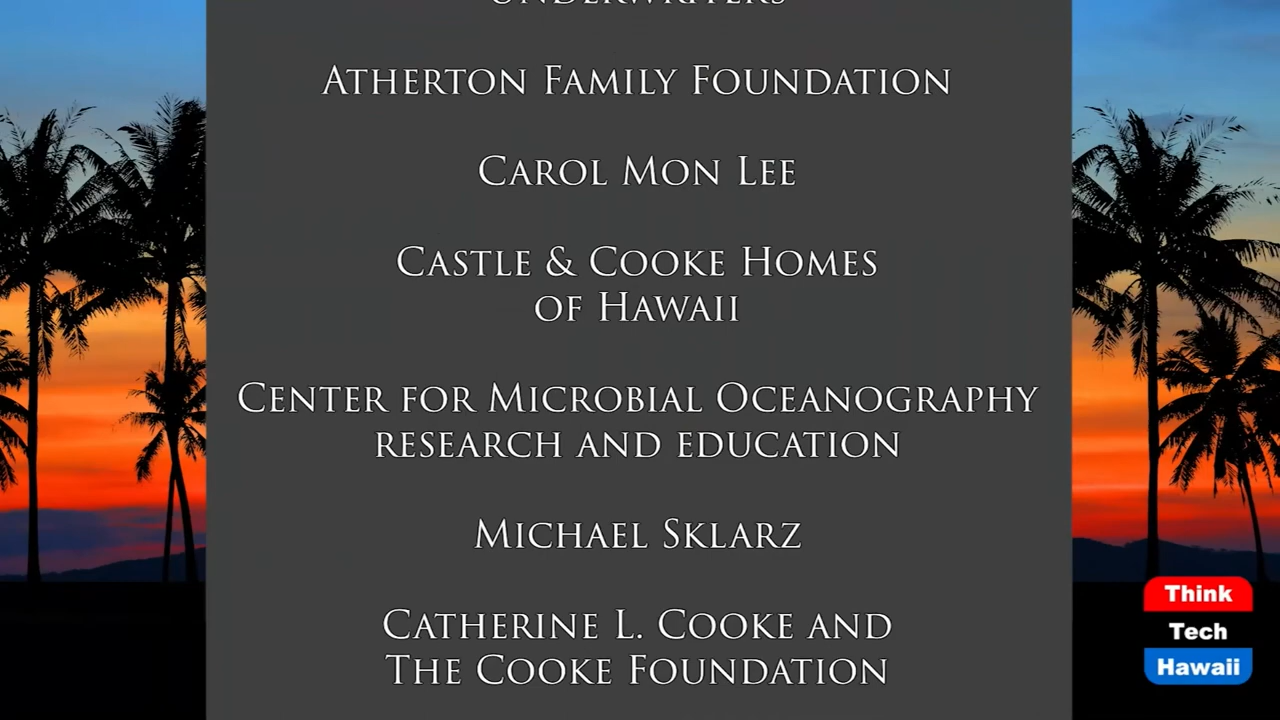 UNDERWRITERS
ATHERTON FAMILY FOUNDATION
CAROL MON LEE
CASTLE & COOKE HOMES
OF HAWAII
CENTER FOR MICROBIAL OCEANOGRAPHY
RESEARCH AND EDUCATION
MICHAEL SKLARZ
CATHERINE L. COOKE AND
THE COOKE FOUNDATION
Think
Tech
Hawaii